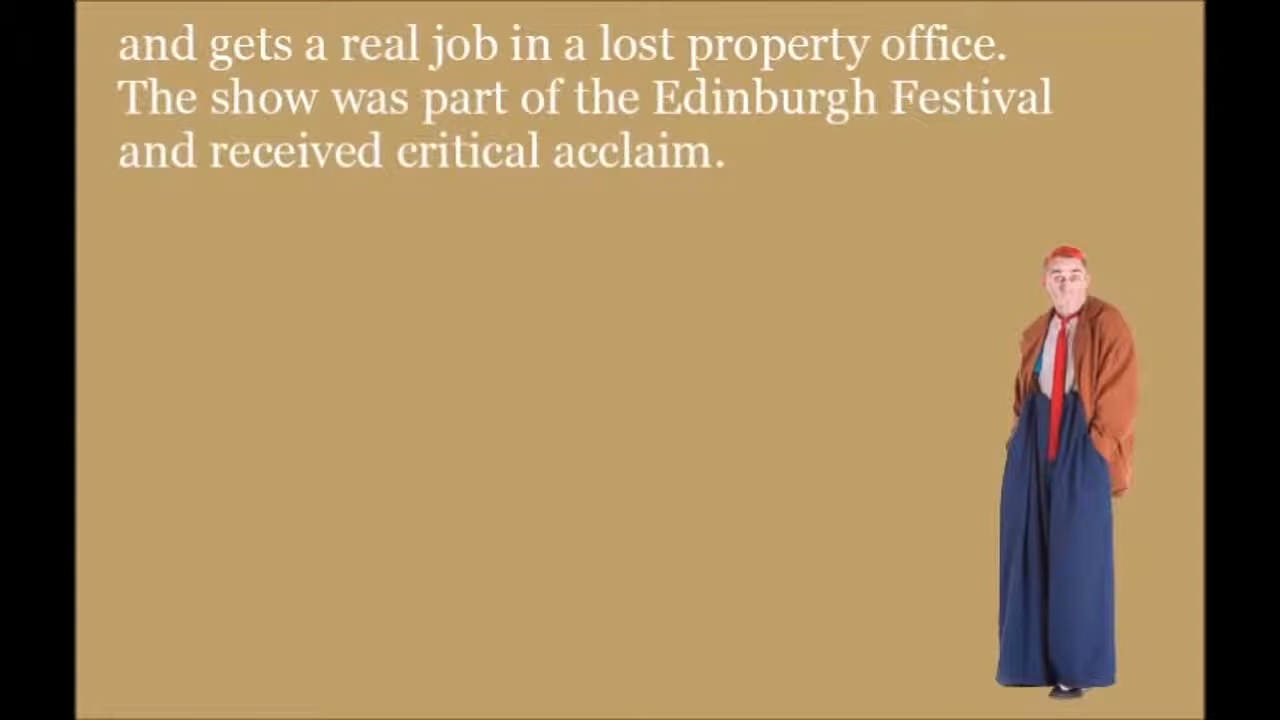 and gets a real job in a lost property office.
The show was part of the Edinburgh Festival
and received critical acclaim.